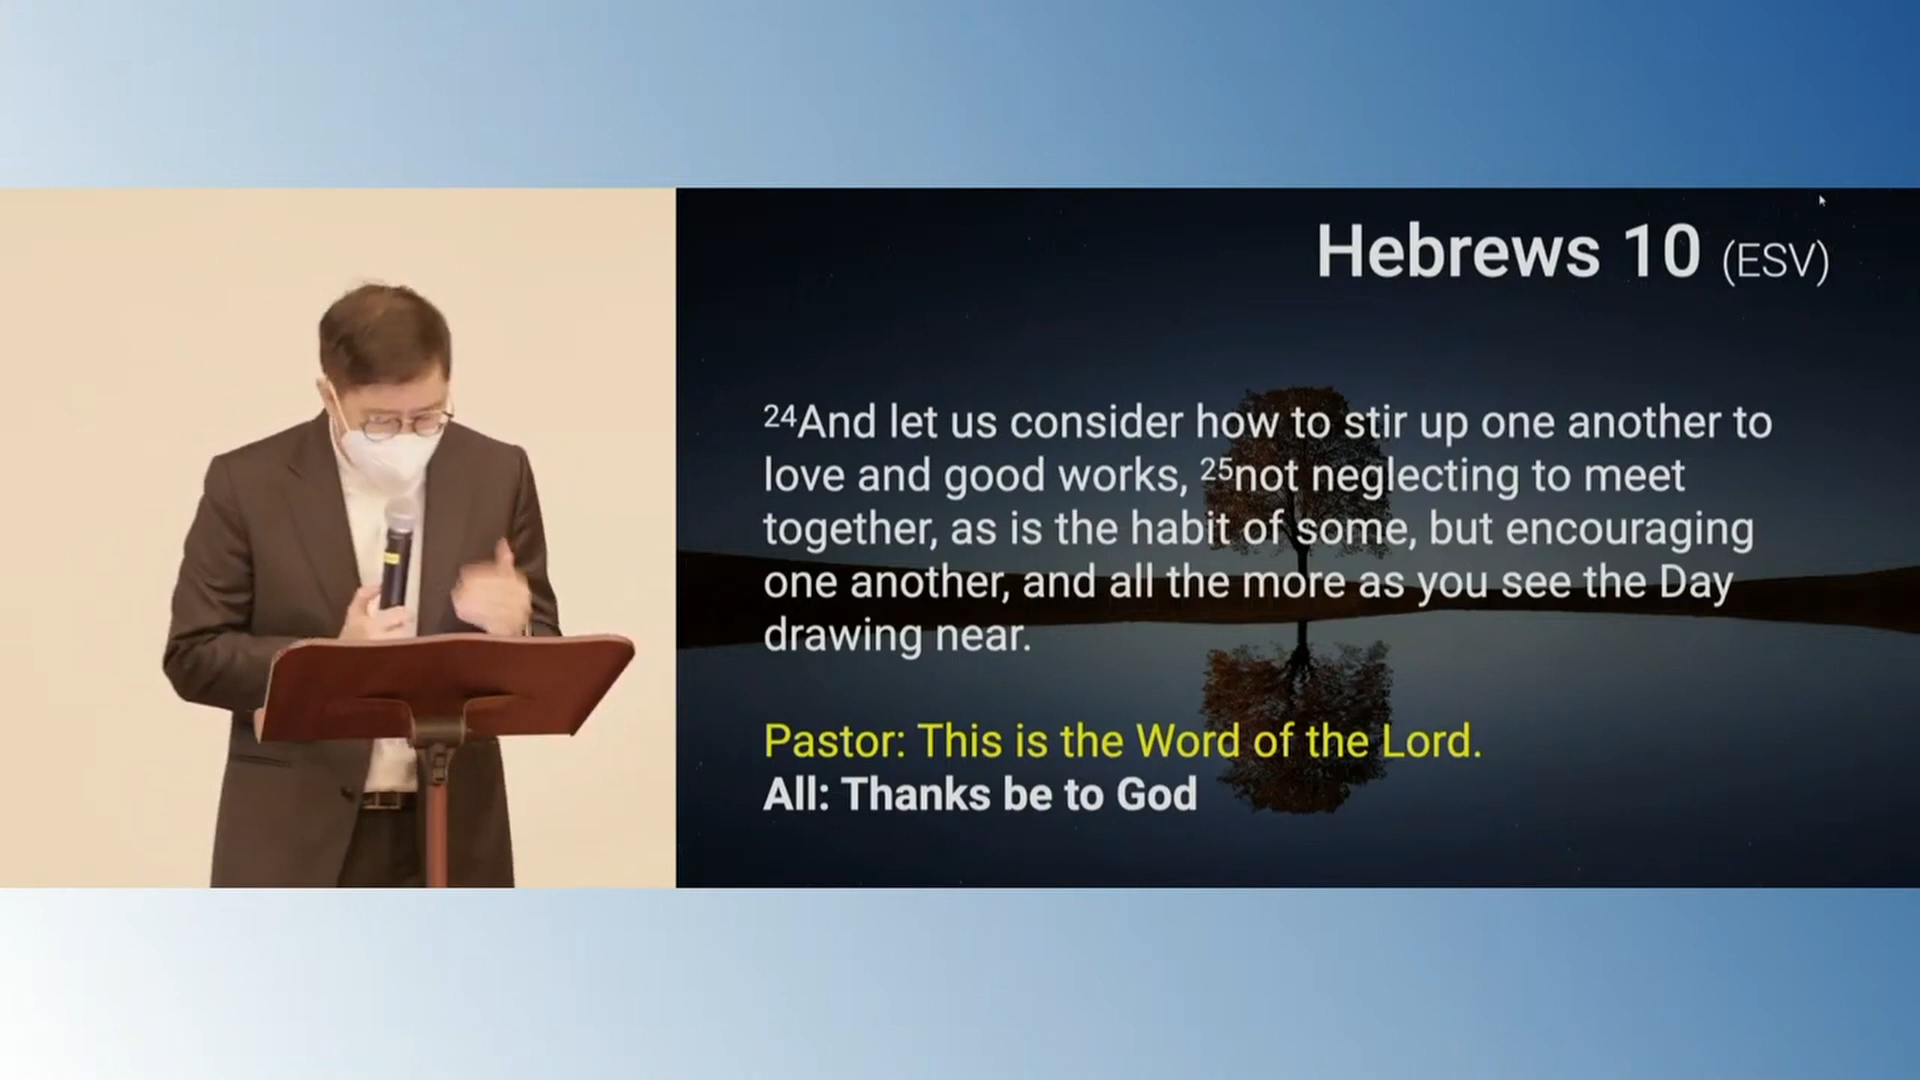 Hebrews 10 (ESV)
24And let us consider how to stir up one another to
love and good works, 25not neglecting to meet
together, as is the habit of some, but encouraging
one another, and all the more as you see the Day
drawing near.
Pastor: This is the Word of the Lord.
All: Thanks be to God